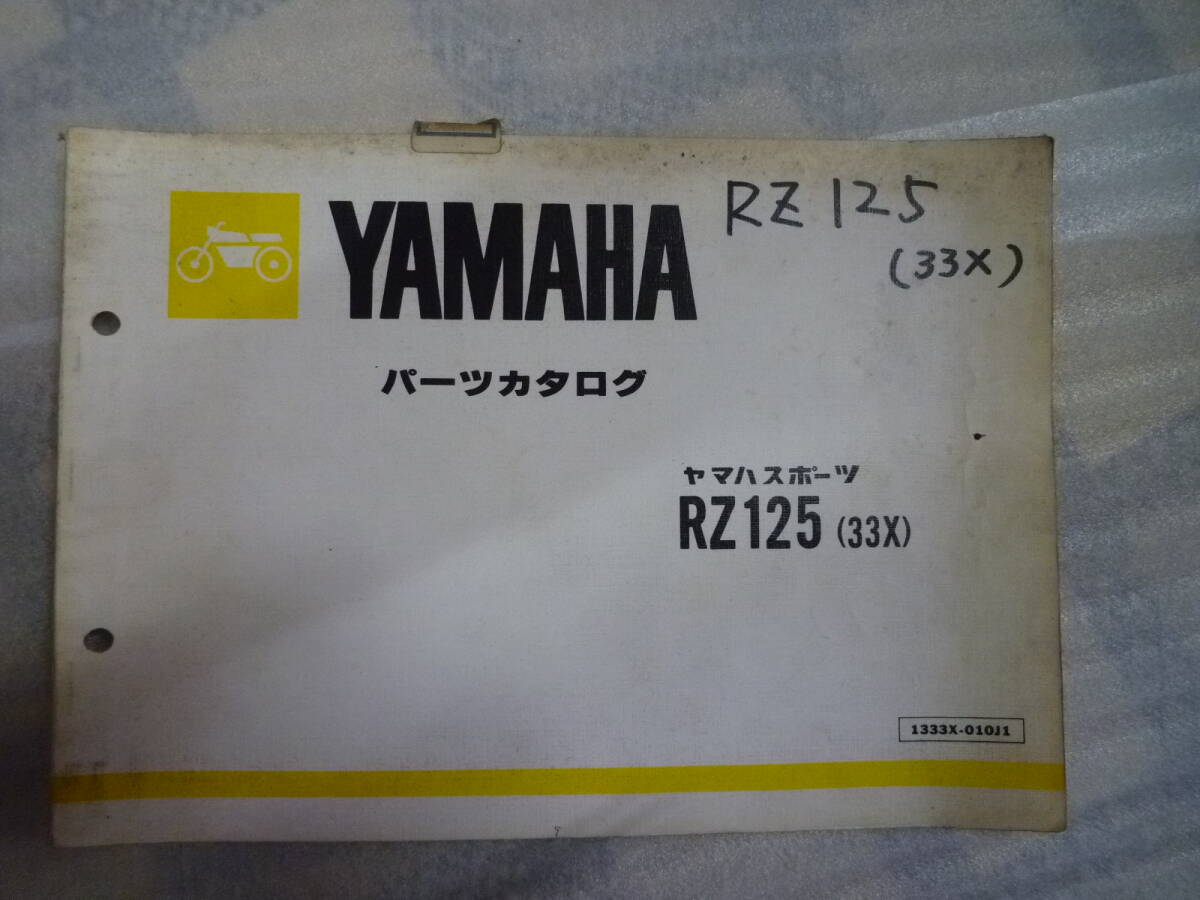 YAMAHA
RZ125
(33X)
パーツカタログ
ヤマハスポーツ
RZ125 (33X)
1333X-010J1